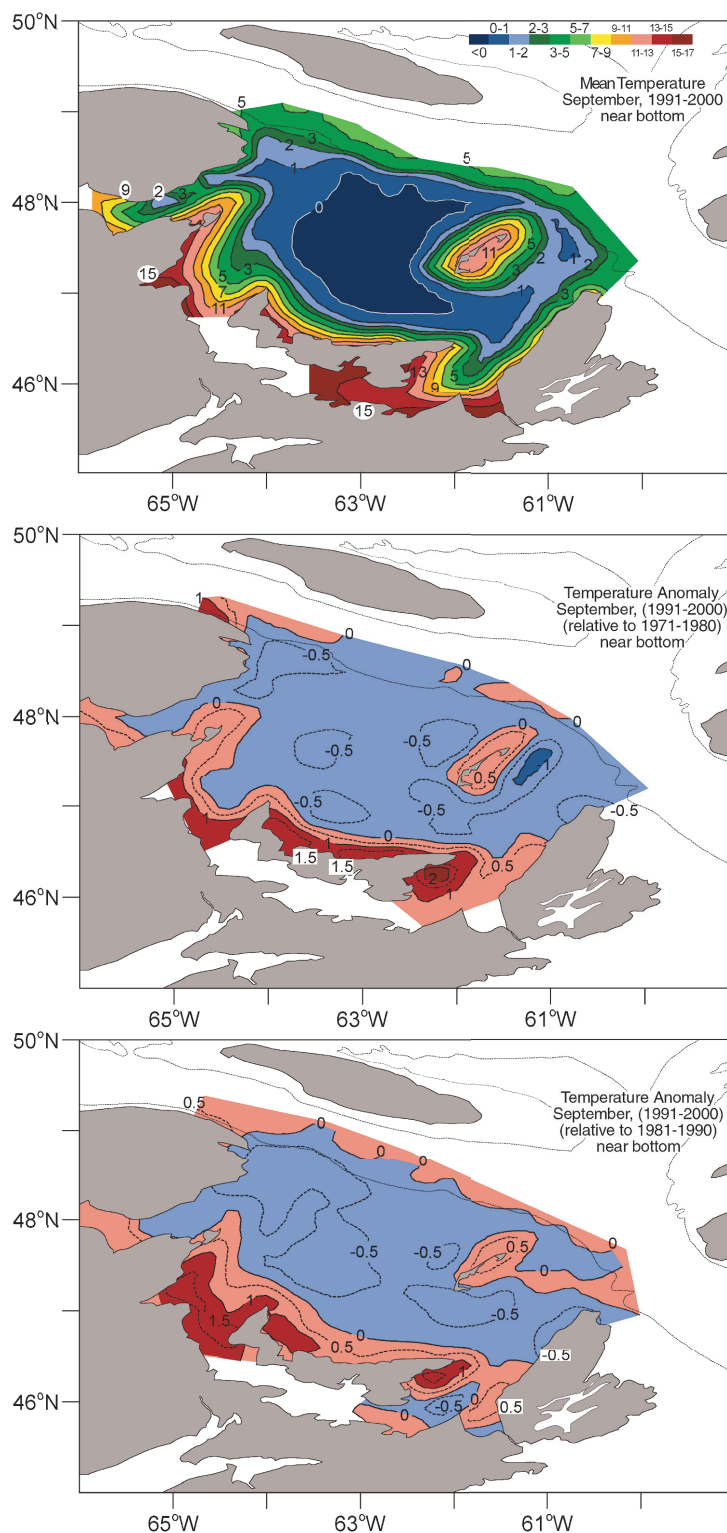 50°N
0-1 2-3 5-7 9-11 13-15
<0 1-2 3-5 7-9 11-13 15-17
Mean Temperature
September, 1991-2000
near bottom
5
2 3
5
1
48°N
9 2 3
0
5
11
2
1 2
3
15
5 3
7
11
1
3
46°N
13
5
9
15
65°W 63°W 61°W
50°N
Temperature Anomaly
September, (1991-2000)
(relative to 1971-1980)
near bottom
1
0
-0.5
0
48°N
0
0
0
-0.5
-0.5
1
0.5
-0.5
-0.5
-0.5
1
0
1
1.5
1.5
0.5
2
1
46°N
65°W 63°W 61°W
50°N
Temperature Anomaly
September, (1991-2000)
(relative to 1981-1990)
near bottom
0.5
0
0
0
48°N
0
-0.5
-0.5
0.5
0
1
1.5
-0.5
0
0.5
-0.5
1
46°N
0
-0.5
0.5
0
65°W 63°W 61°W